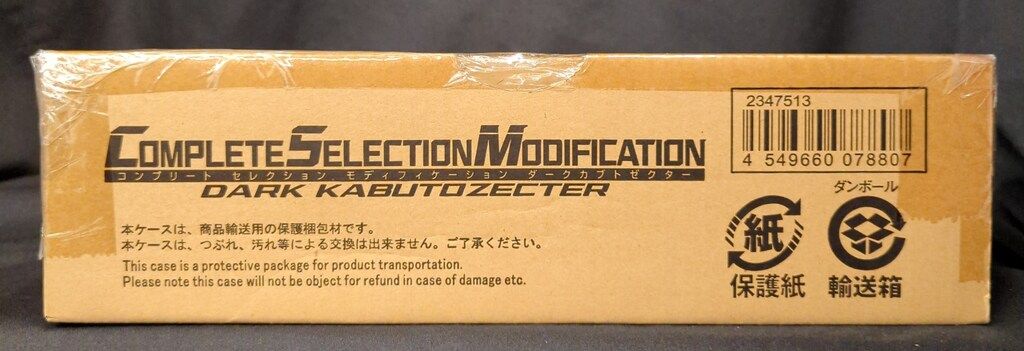 COMPLETE SELECTION MODIFICATION
コンプリート セレクション モディフィケーション ダークカブトゼクター
DARK KABUTOZECTER
本ケースは、商品輸送用の保護梱包材です。
本ケースは、つぶれ、汚れ等による交換は出来ません。ご了承ください。
This case is a protective package for product transportation.
Please note this case will not be object for refund in case of damage etc.
2347513
4 549660 078807
ダンボール
紙
保護紙
輸送箱